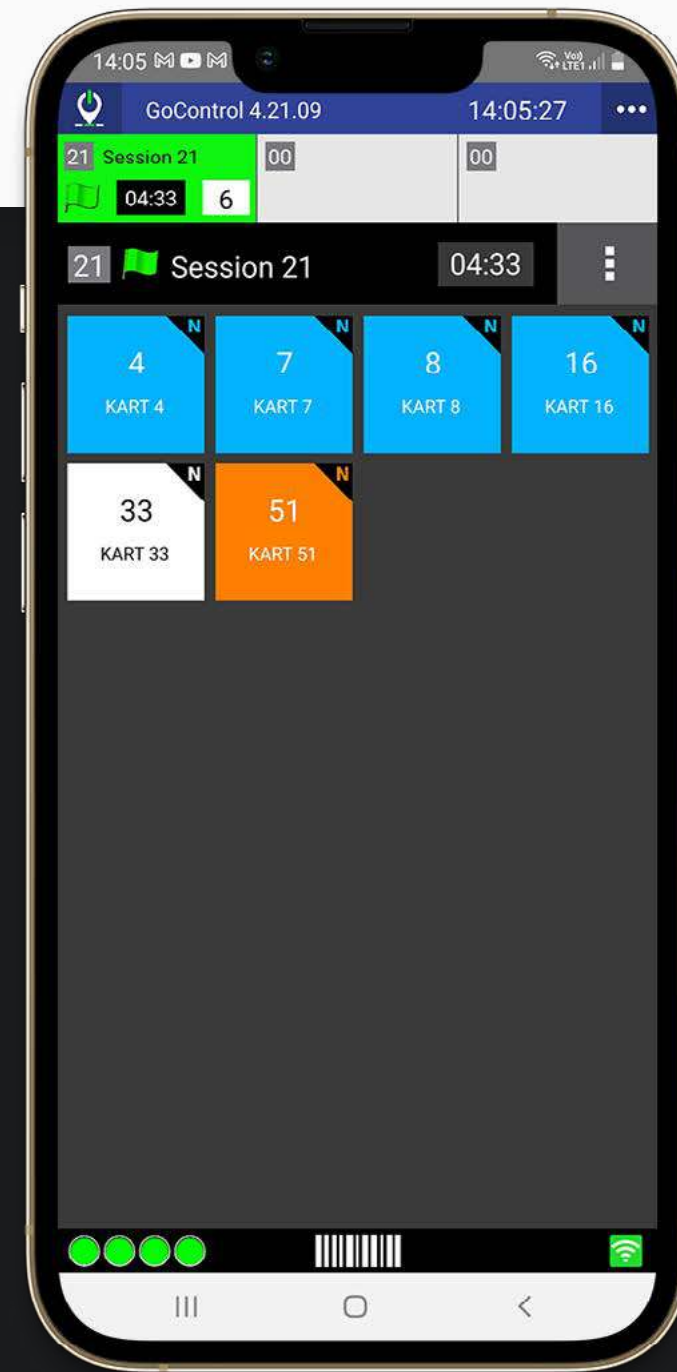 14:05
Vo))
LTE1
GoControl 4.21.09 14:05:27
21 Session 21 00 00
04:33 6
21 Session 21 04:33
N N N N
4 7 8 16
KART 4 KART 7 KART 8 KART 16
N N
33 51
KART 33 KART 51